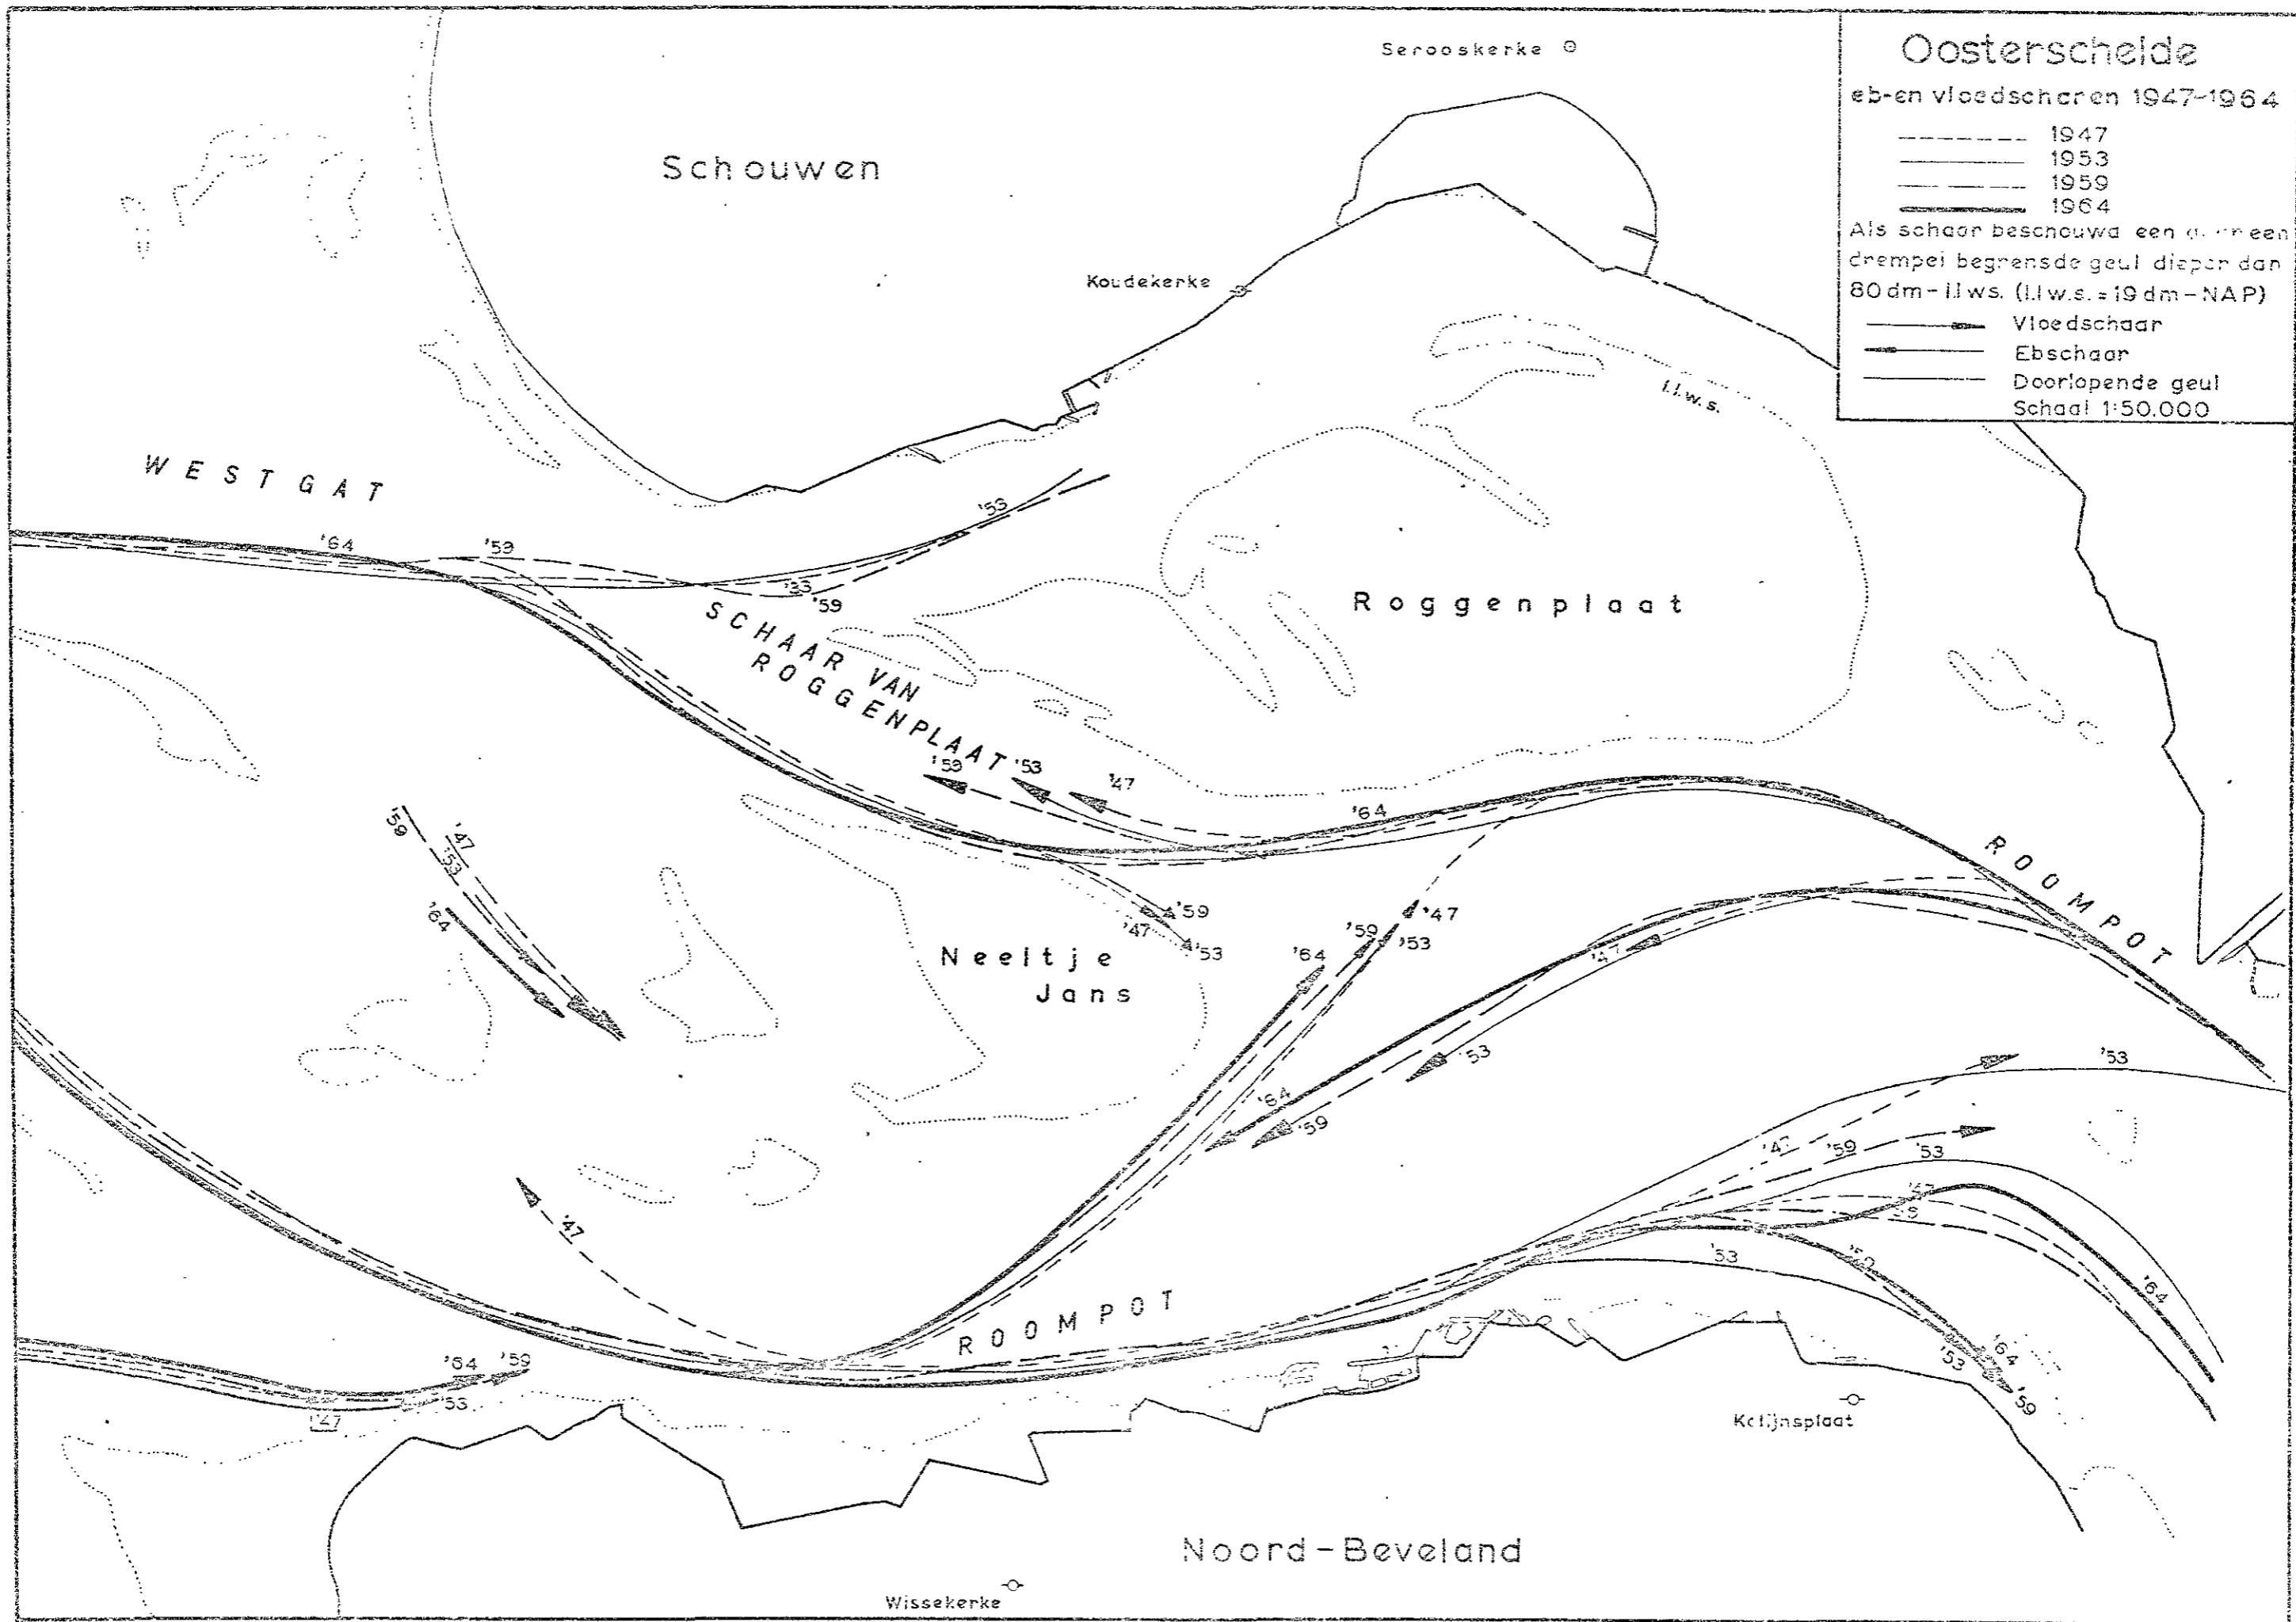 Oosterschelde
eb-en vloedscharen 1947-1964
1947
1953
1959
1964
Als schaar beschouwd een een
drempel begrensde geul dieper dan
80 dm - l.l.w.s. (l.l.w.s. = 19 dm - NAP)
Vloedschaar
Ebschaar
Doorlopende geul
Schaal 1:50.000
Serooskerke
Schouwen
Koudekerke
l.l.w.s.
WESTGAT
'53
'64
'59
'53
'59
Roggenplaat
SCHAAR VAN
ROGGENPLAAT
'59
'53
'47
'64
'59
'47
'53
'64
ROOMPOT
'59
'47
'53
Neeltje
Jans
'64
'59
'47
'53
'47
'53
'64
'59
'53
'47
'59
'53
'47
'47
'53
'64
ROOMPOT
'64
'59
'47
'53
'64
'53
'59
Kolijnsplaat
Noord-Beveland
Wissekerke